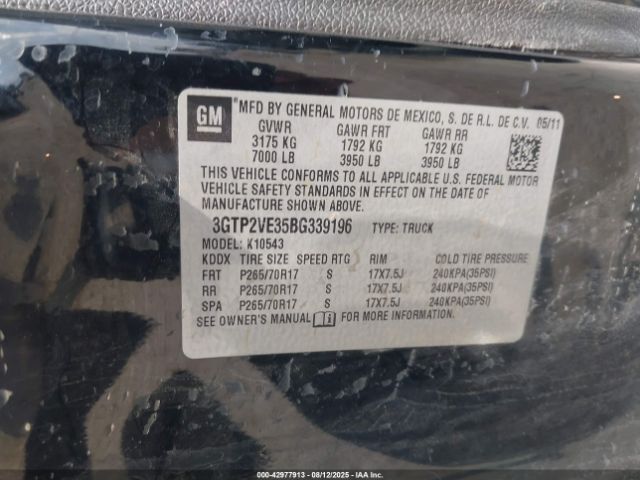 GM MFD BY GENERAL MOTORS DE MEXICO, S. DE R.L. DE C.V. 05/11
GVWR GAWR FRT GAWR RR
3175 KG 1792 KG 1792 KG
7000 LB 3950 LB 3950 LB
THIS VEHICLE CONFORMS TO ALL APPLICABLE U.S. FEDERAL MOTOR
VEHICLE SAFETY STANDARDS IN EFFECT ON THE DATE OF
MANUFACTURE SHOWN ABOVE.
3GTP2VE35BG339196 TYPE: TRUCK
MODEL: K10543
KDDX TIRE SIZE SPEED RTG RIM COLD TIRE PRESSURE
FRT P265/70R17 S 17X7.5J 240KPA(35PSI)
RR P265/70R17 S 17X7.5J 240KPA(35PSI)
SPA P265/70R17 S 17X7.5J 240KPA(35PSI)
SEE OWNER'S MANUAL FOR MORE INFORMATION.
000-42977913 - 08/12/2025 - IAA Inc.